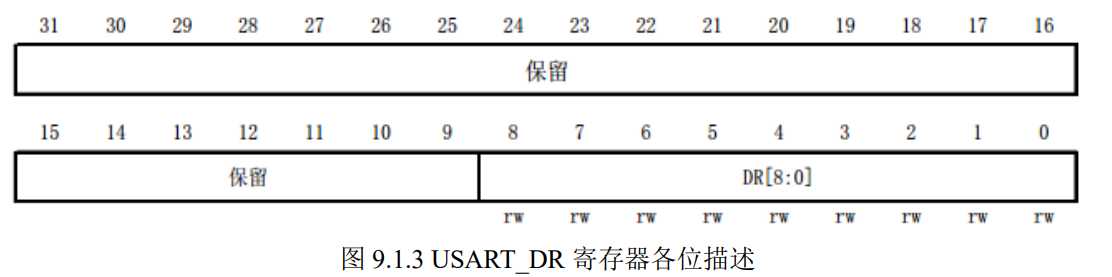 31 30 29 28 27 26 25 24 23 22 21 20 19 18 17 16
保留
15 14 13 12 11 10 9 8 7 6 5 4 3 2 1 0
保留 DR[8:0]
rw rw rw rw rw rw rw rw rw
图 9.1.3 USART_DR 寄存器各位描述